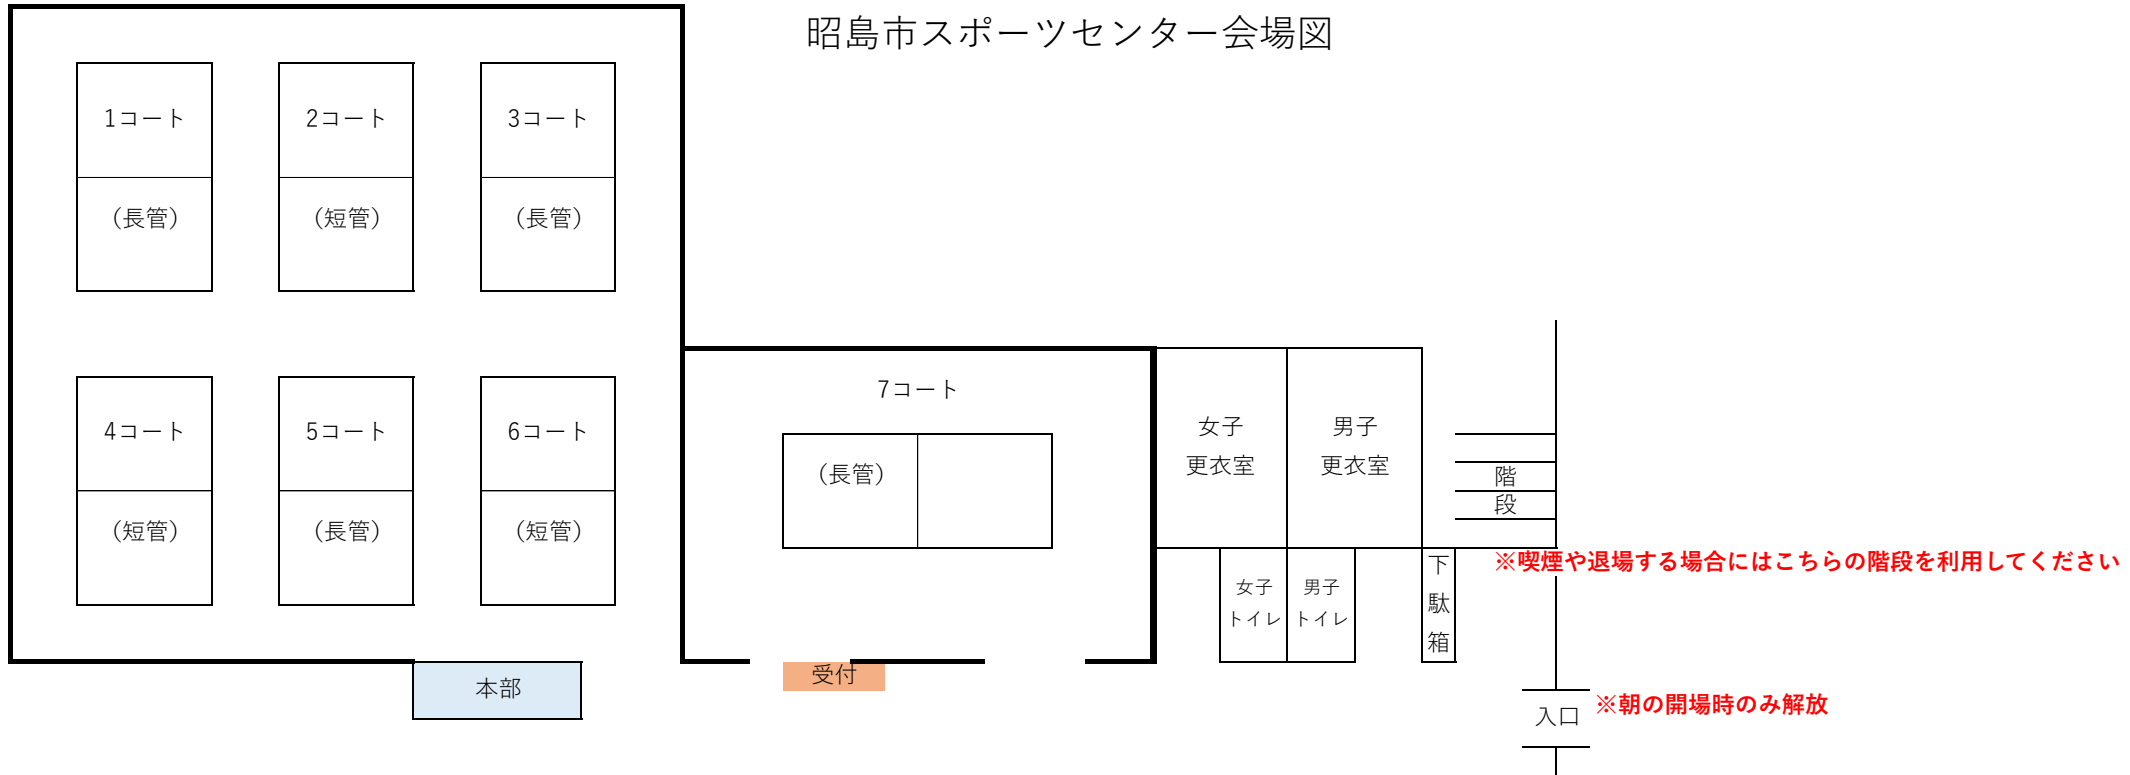 昭島市スポーツセンター会場図
1コート
2コート
3コート
（長管）
（短管）
（長管）
4コート
5コート
6コート
（短管）
（長管）
（短管）
本部
7コート
（長管）
受付
女子
更衣室
男子
更衣室
女子
トイレ
男子
トイレ
下駄箱
階段
※喫煙や退場する場合にはこちらの階段を利用してください
入口
※朝の開場時のみ解放